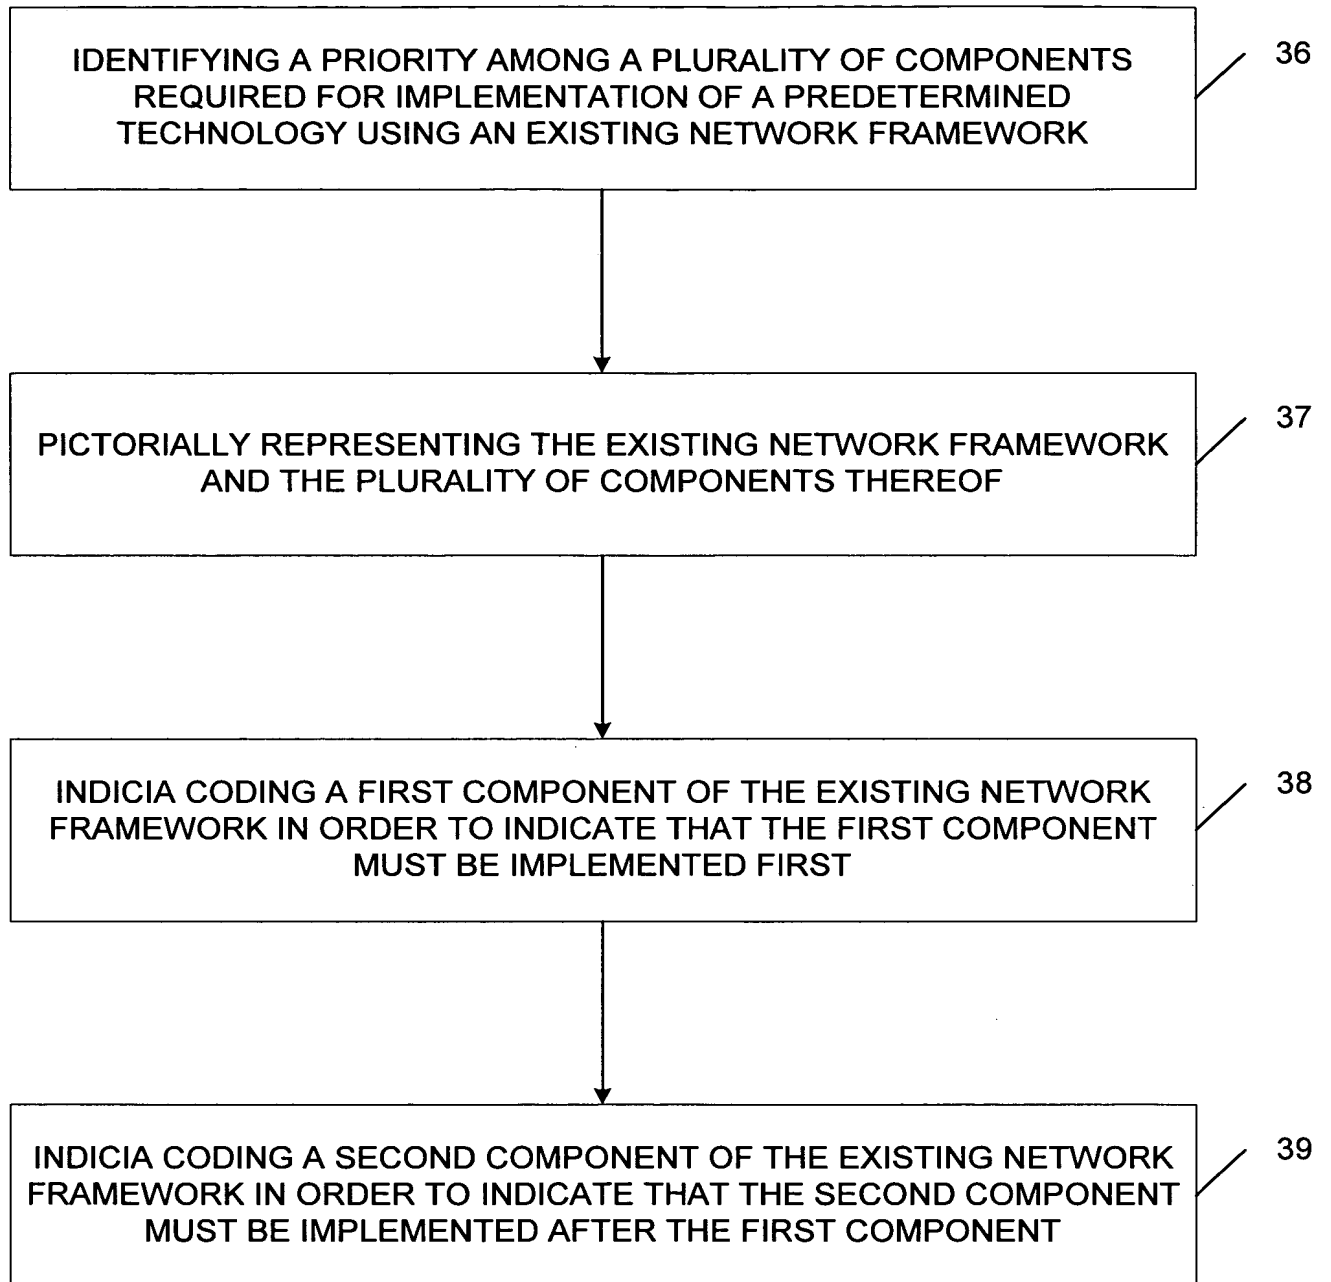 IDENTIFYING A PRIORITY AMONG A PLURALITY OF COMPONENTS
REQUIRED FOR IMPLEMENTATION OF A PREDETERMINED
TECHNOLOGY USING AN EXISTING NETWORK FRAMEWORK
36
PICTORIALLY REPRESENTING THE EXISTING NETWORK FRAMEWORK
AND THE PLURALITY OF COMPONENTS THEREOF
37
INDICIA CODING A FIRST COMPONENT OF THE EXISTING NETWORK
FRAMEWORK IN ORDER TO INDICATE THAT THE FIRST COMPONENT
MUST BE IMPLEMENTED FIRST
38
INDICIA CODING A SECOND COMPONENT OF THE EXISTING NETWORK
FRAMEWORK IN ORDER TO INDICATE THAT THE SECOND COMPONENT
MUST BE IMPLEMENTED AFTER THE FIRST COMPONENT
39